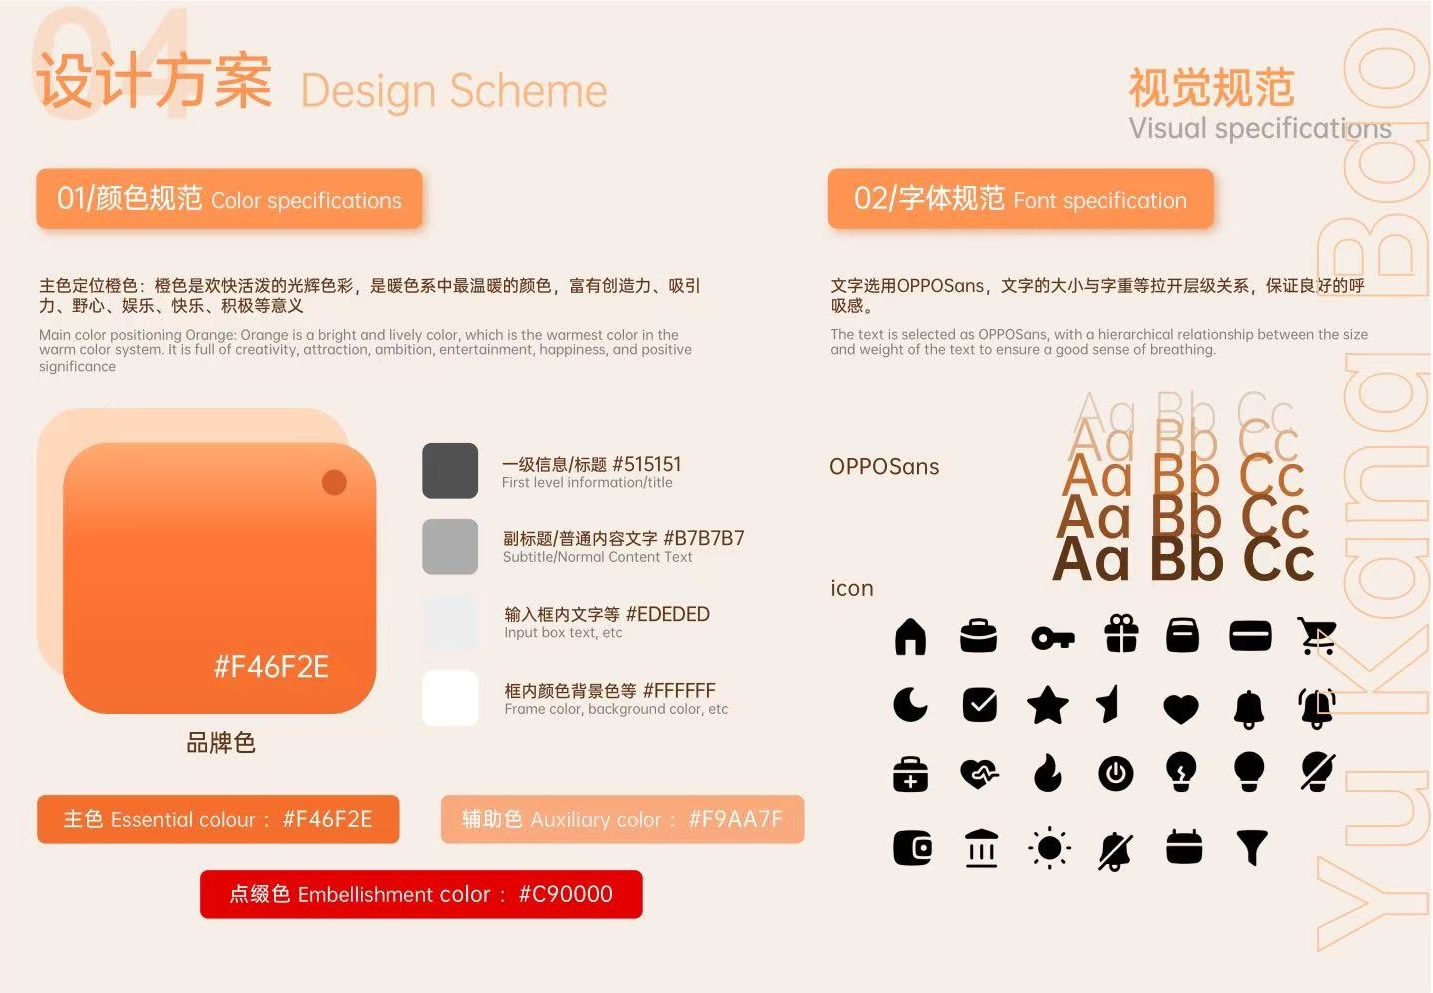 04
设计方案 Design Scheme
视觉规范
Visual specifications
01/颜色规范 Color specifications
主色定位橙色：橙色是欢快活泼的光辉色彩，是暖色系中最温暖的颜色，富有创造力、吸引
力、野心、娱乐、快乐、积极等意义
Main color positioning Orange: Orange is a bright and lively color, which is the warmest color in the
warm color system. It is full of creativity, attraction, ambition, entertainment, happiness, and positive
significance
#F46F2E
品牌色
一级信息/标题 #515151
First level information/title
副标题/普通内容文字 #B7B7B7
Subtitle/Normal Content Text
输入框内文字等 #EDEDED
Input box text, etc
框内颜色背景色等 #FFFFFF
Frame color, background color, etc
主色 Essential colour： #F46F2E
辅助色 Auxiliary color： #F9AA7F
点缀色 Embellishment color： #C90000
02/字体规范 Font specification
文字选用OPPOSans，文字的大小与字重等拉开层级关系，保证良好的呼
吸感。
The text is selected as OPPOSans, with a hierarchical relationship between the size
and weight of the text to ensure a good sense of breathing.
OPPOSans
Aa Bb Cc
Aa Bb Cc
Aa Bb Cc
Aa Bb Cc
Aa Bb Cc
icon
Yu Kang Bao